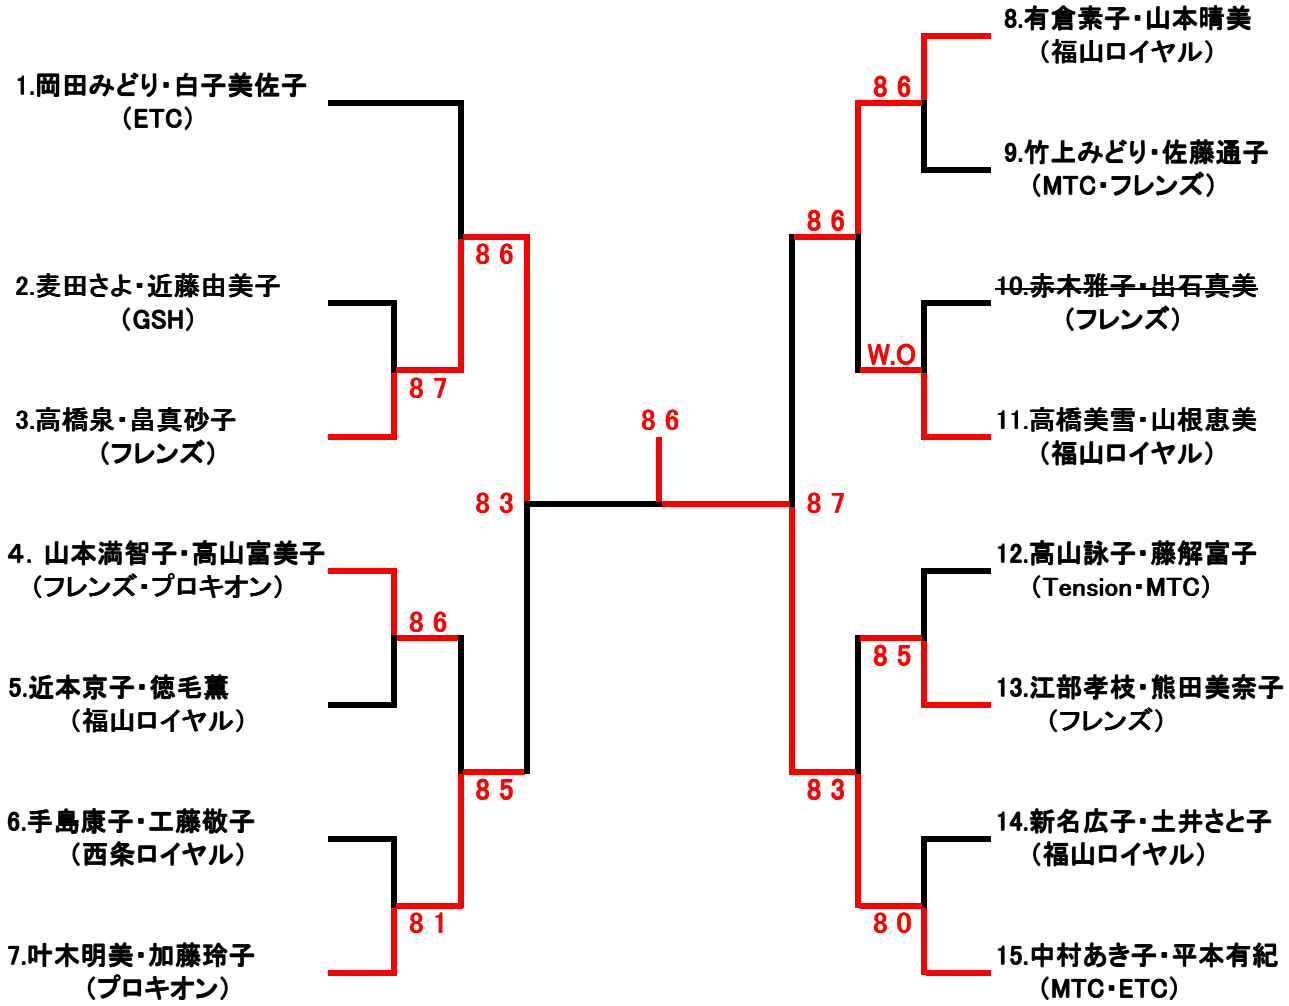 1.岡田みどり・白子美佐子
(ETC)
86
2.麦田さよ・近藤由美子
(GSH)
87
3.高橋泉・畠真砂子
(フレンズ)
83
4. 山本満智子・高山富美子
(フレンズ・プロキオン)
86
5.近本京子・徳毛薫
(福山ロイヤル)
85
6.手島康子・工藤敬子
(西条ロイヤル)
81
7.叶木明美・加藤玲子
(プロキオン)
86
8.有倉素子・山本晴美
(福山ロイヤル)
86
9.竹上みどり・佐藤通子
(MTC・フレンズ)
86
10.赤木雅子・出石真美
(フレンズ)
W.O
11.高橋美雪・山根恵美
(福山ロイヤル)
87
12.高山詠子・藤解富子
(Tension・MTC)
85
13.江部孝枝・熊田美奈子
(フレンズ)
83
14.新名広子・土井さと子
(福山ロイヤル)
80
15.中村あき子・平本有紀
(MTC・ETC)